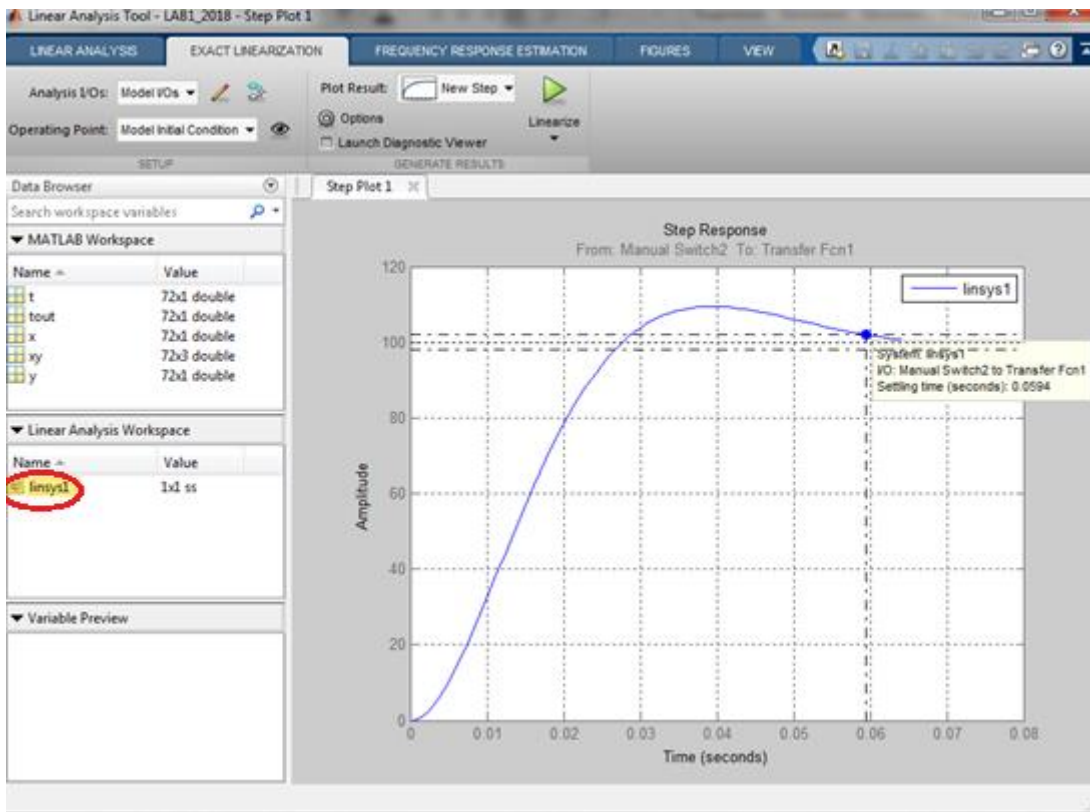 Linear Analysis Tool - LAB1_2018 - Step Plot 1
LINEAR ANALYSIS EXACT LINEARIZATION FREQUENCY RESPONSE ESTIMATION FIGURES VIEW
Analysis I/Os: Model I/Os
Operating Point: Model Initial Condition
SETUP
Plot Result: New Step
Options
Launch Diagnostic Viewer
Linearize
GENERATE RESULTS
Data Browser
Search workspace variables
MATLAB Workspace
Name Value
t 72x1 double
tout 72x1 double
x 72x1 double
xy 72x3 double
y 72x1 double
Linear Analysis Workspace
Name Value
linsys1 1x1 ss
Variable Preview
Step Plot 1
Step Response
From: Manual Switch2 To: Transfer Fcn1
linsys1
System: linsys1
I/O: Manual Switch2 to Transfer Fcn1
Settling time (seconds): 0.0594
Amplitude
120
100
80
60
40
20
0
0 0.01 0.02 0.03 0.04 0.05 0.06 0.07 0.08
Time (seconds)